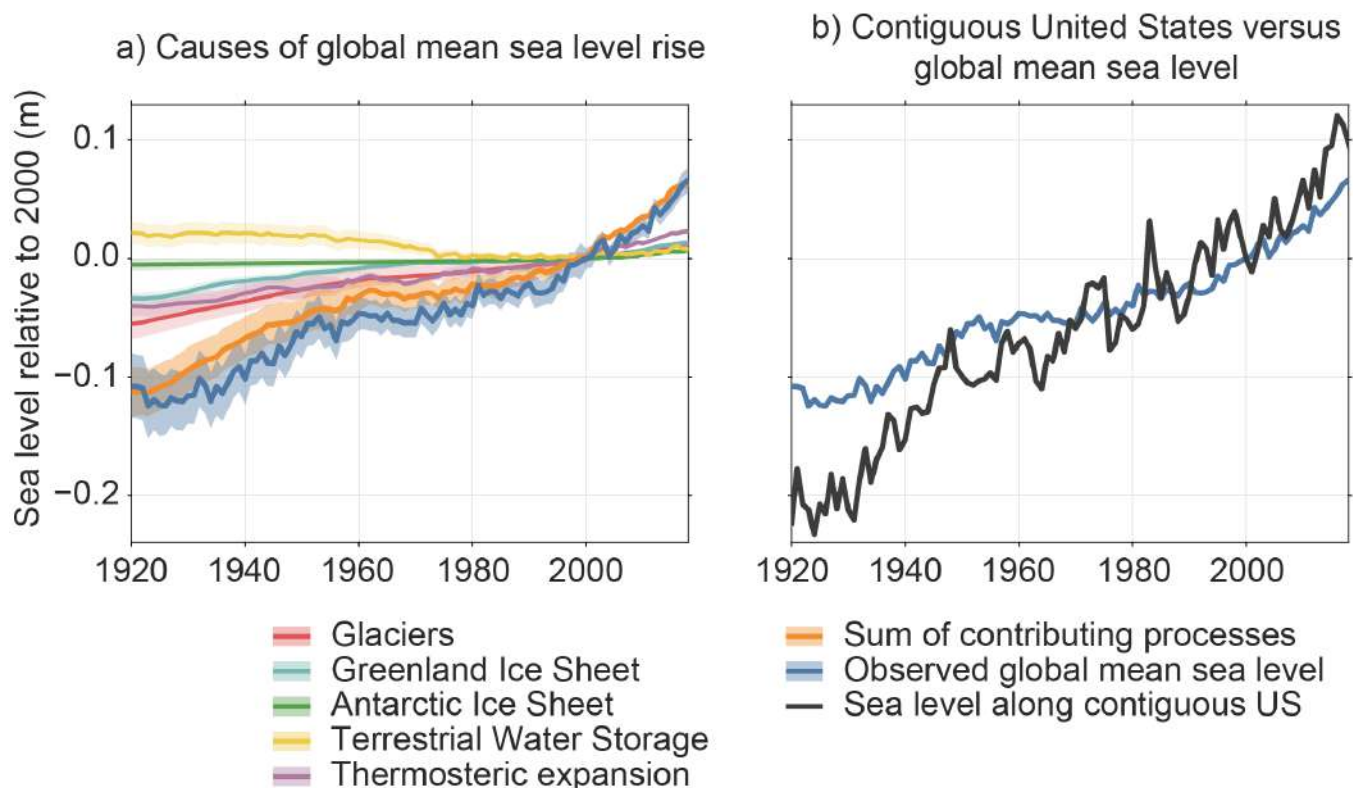 a) Causes of global mean sea level rise
b) Contiguous United States versus
global mean sea level
Sea level relative to 2000 (m)
0.1
0.0
−0.1
−0.2
1920 1940 1960 1980 2000
1920 1940 1960 1980 2000
Glaciers
Greenland Ice Sheet
Antarctic Ice Sheet
Terrestrial Water Storage
Thermosteric expansion
Sum of contributing processes
Observed global mean sea level
Sea level along contiguous US